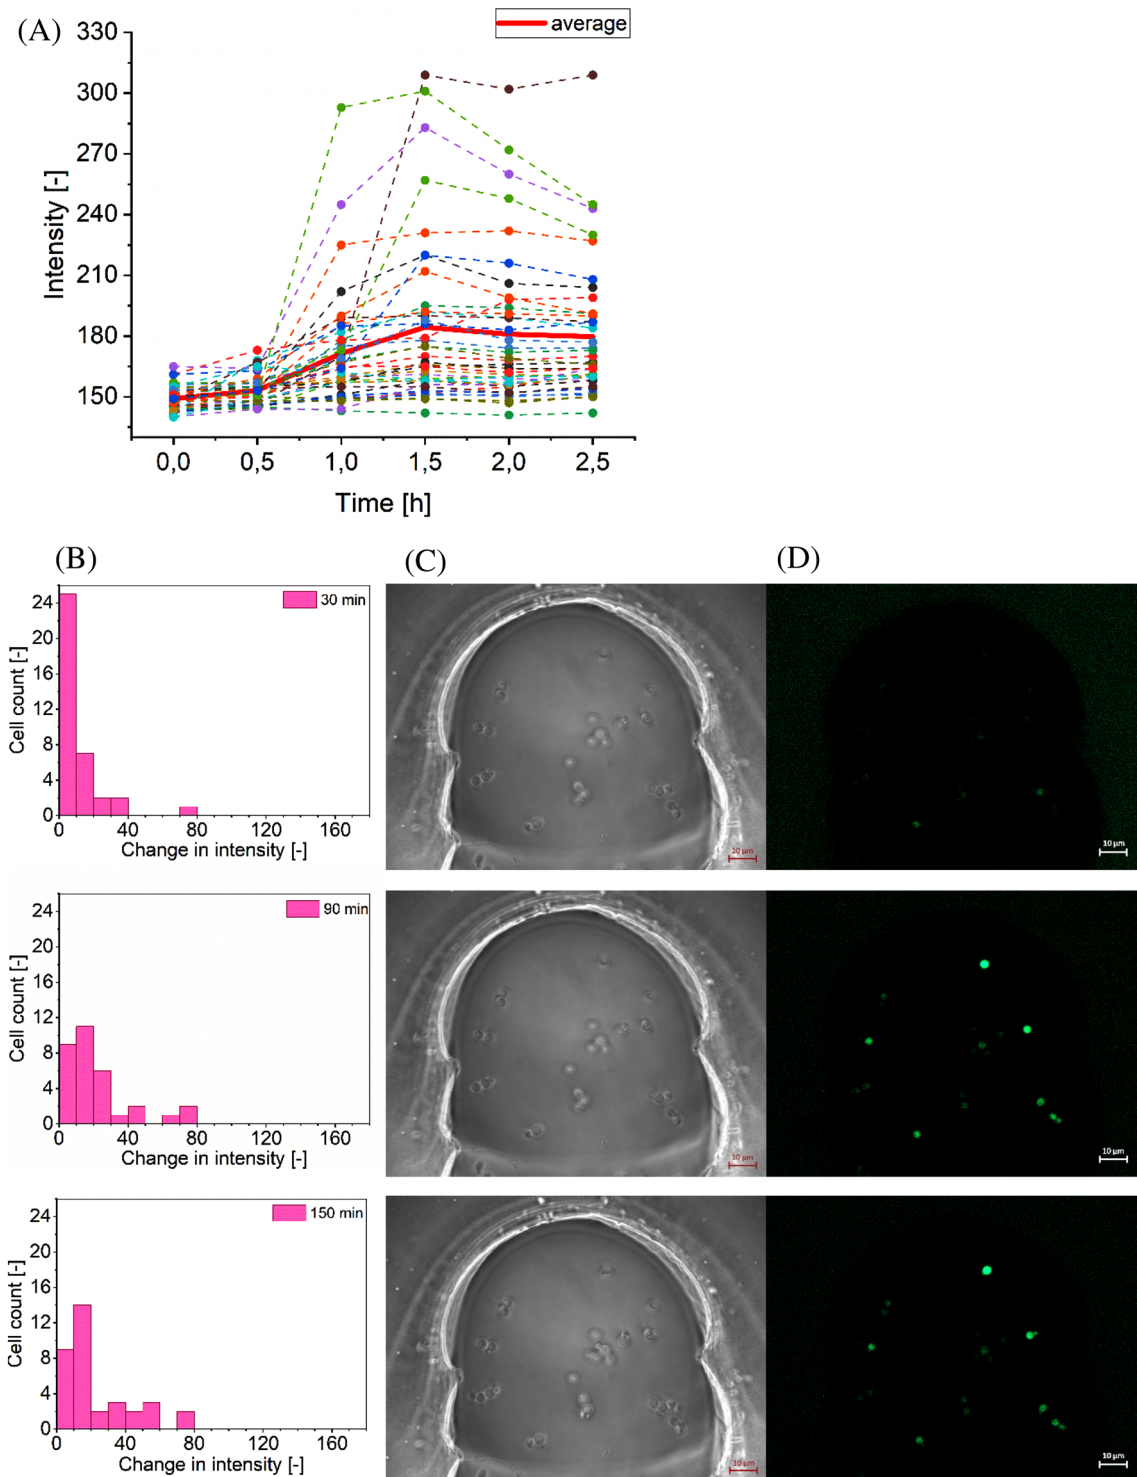 (A)
average
330
300
270
240
210
180
150
Intensity [-]
0,0 0,5 1,0 1,5 2,0 2,5
Time [h]
(B) (C) (D)
30 min
24
20
16
12
8
4
0
Cell count [-]
0 40 80 120 160
Change in intensity [-]
10 µm
10 µm
90 min
24
20
16
12
8
4
0
Cell count [-]
0 40 80 120 160
Change in intensity [-]
10 µm
10 µm
150 min
24
20
16
12
8
4
0
Cell count [-]
0 40 80 120 160
Change in intensity [-]
10 µm
10 µm